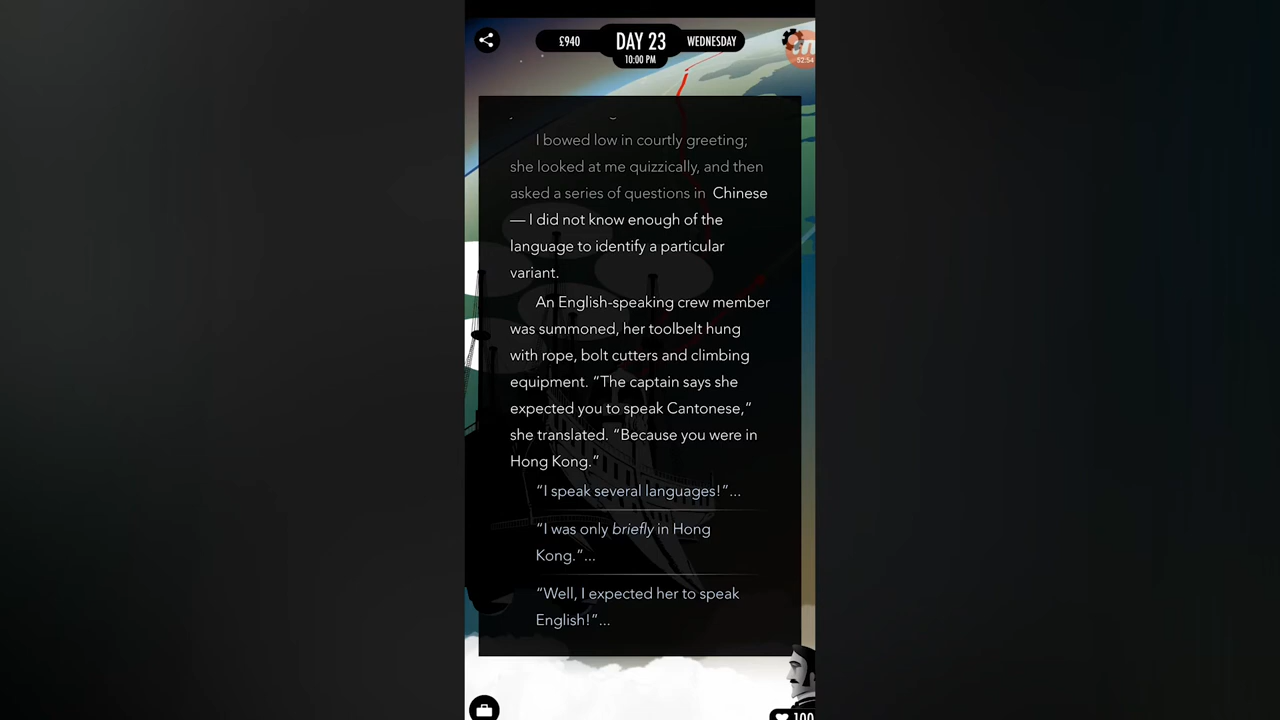 £940
DAY 23
WEDNESDAY
10:00 PM
52:54
I bowed low in courtly greeting;
she looked at me quizzically, and then
asked a series of questions in Chinese
— I did not know enough of the
language to identify a particular
variant.
An English-speaking crew member
was summoned, her toolbelt hung
with rope, bolt cutters and climbing
equipment. “The captain says she
expected you to speak Cantonese,“
she translated. “Because you were in
Hong Kong.“
“I speak several languages!“...
“I was only briefly in Hong
Kong.“...
“Well, I expected her to speak
English!“...
100